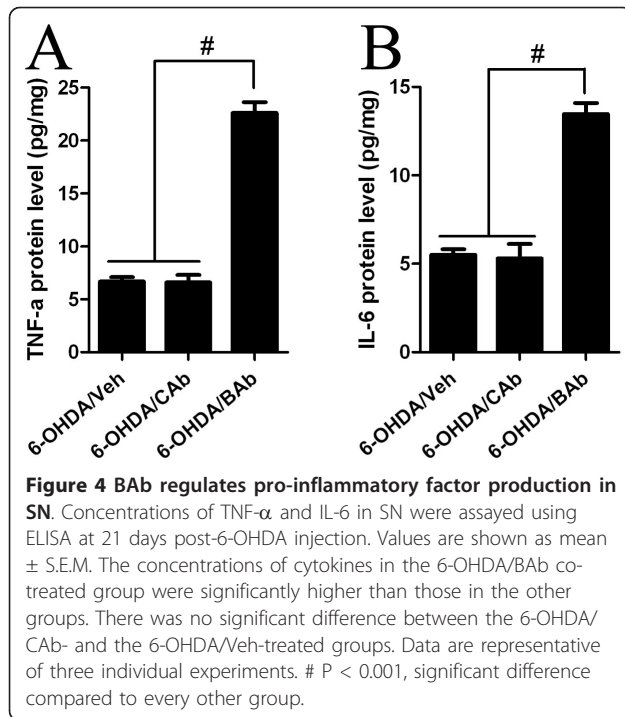 A
#
TNF-a protein level (pg/mg)
25
20
15
10
5
0
6-OHDA/Veh
6-OHDA/CAb
6-OHDA/BAb
B
#
IL-6 protein level (pg/mg)
15
10
5
0
6-OHDA/Veh
6-OHDA/CAb
6-OHDA/BAb
Figure 4 BAb regulates pro-inflammatory factor production in
SN. Concentrations of TNF-α and IL-6 in SN were assayed using
ELISA at 21 days post-6-OHDA injection. Values are shown as mean
± S.E.M. The concentrations of cytokines in the 6-OHDA/BAb co-
treated group were significantly higher than those in the other
groups. There was no significant difference between the 6-OHDA/
CAb- and the 6-OHDA/Veh-treated groups. Data are representative
of three individual experiments. # P < 0.001, significant difference
compared to every other group.